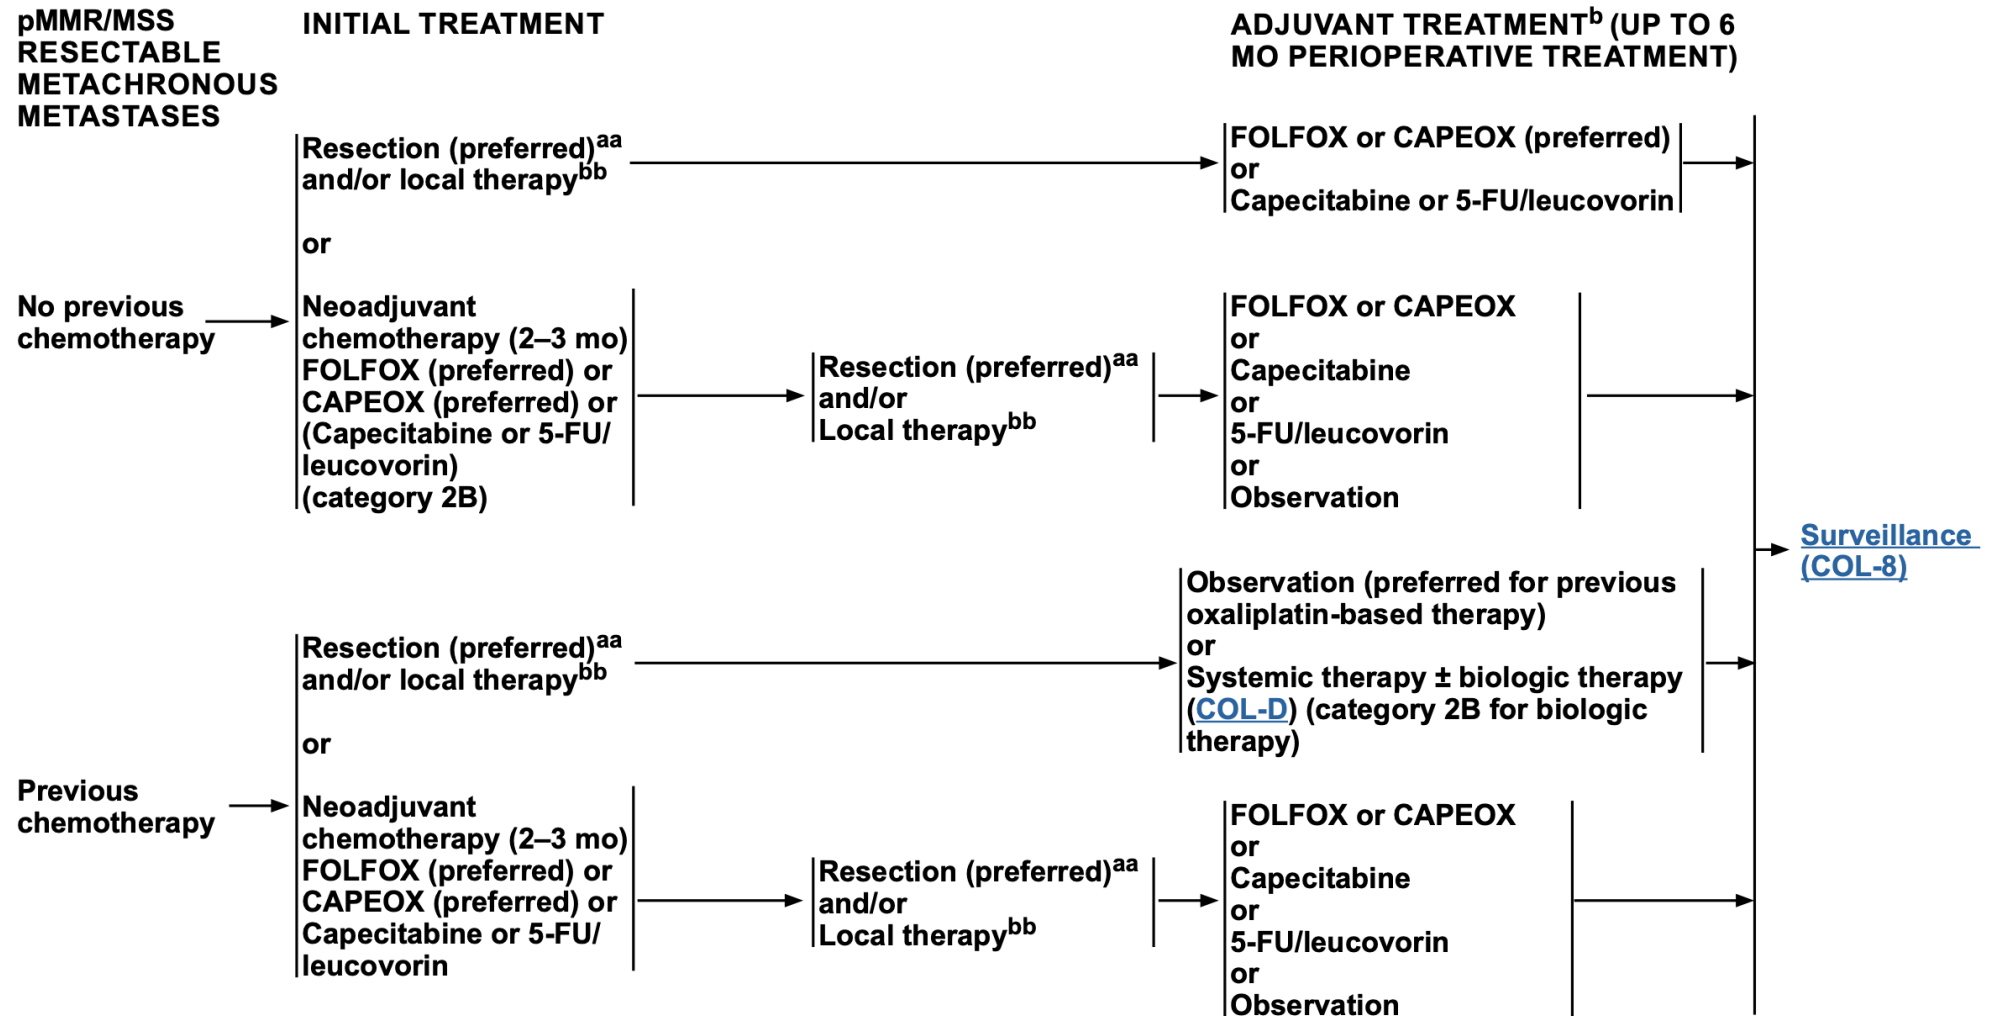 pMMR/MSS
RESECTABLE
METACHRONOUS
METASTASES
INITIAL TREATMENT
ADJUVANT TREATMENTb (UP TO 6
MO PERIOPERATIVE TREATMENT)
No previous
chemotherapy
Resection (preferred)aa
and/or local therapybb
or
Neoadjuvant
chemotherapy (2–3 mo)
FOLFOX (preferred) or
CAPEOX (preferred) or
(Capecitabine or 5-FU/
leucovorin)
(category 2B)
Resection (preferred)aa
and/or
Local therapybb
FOLFOX or CAPEOX (preferred)
or
Capecitabine or 5-FU/leucovorin
FOLFOX or CAPEOX
or
Capecitabine
or
5-FU/leucovorin
or
Observation
Previous
chemotherapy
Resection (preferred)aa
and/or local therapybb
or
Neoadjuvant
chemotherapy (2–3 mo)
FOLFOX (preferred) or
CAPEOX (preferred) or
Capecitabine or 5-FU/
leucovorin
Resection (preferred)aa
and/or
Local therapybb
Observation (preferred for previous
oxaliplatin-based therapy)
or
Systemic therapy ± biologic therapy
(COL-D) (category 2B for biologic
therapy)
FOLFOX or CAPEOX
or
Capecitabine
or
5-FU/leucovorin
or
Observation
Surveillance
(COL-8)